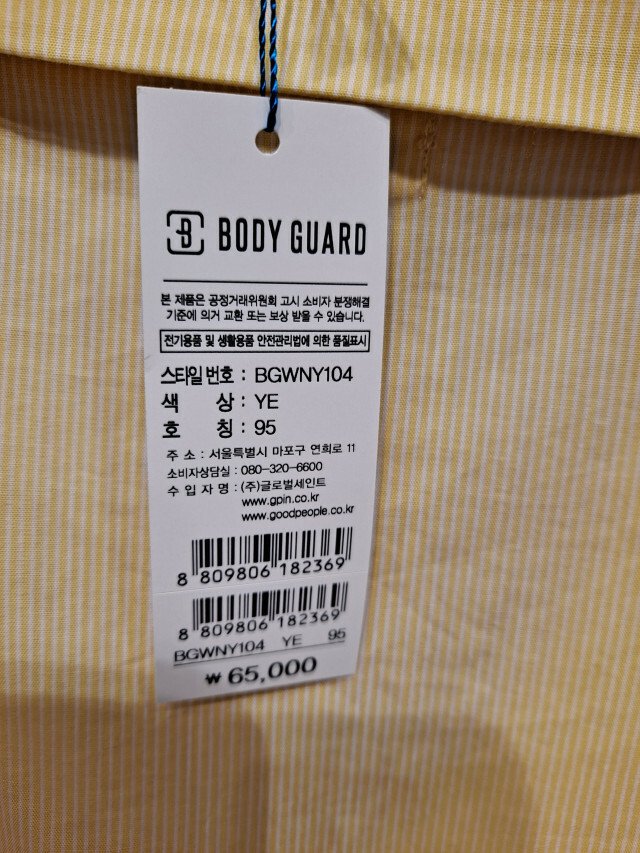 B BODY GUARD
본 제품은 공정거래위원회 고시 소비자 분쟁해결
기준에 의거 교환 또는 보상 받을 수 있습니다.
전기용품 및 생활용품 안전관리법에 의한 품질표시
스타일번호 : BGWNY104
색 상 : YE
호 칭 : 95
주 소 : 서울특별시 마포구 연희로 11
소비자상담실 : 080-320-6600
수 입 자 명 : (주)글로벌세인트
www.gpin.co.kr
www.goodpeople.co.kr
8 809806 182369
8 809806 182369
BGWNY104 YE 95
₩65,000